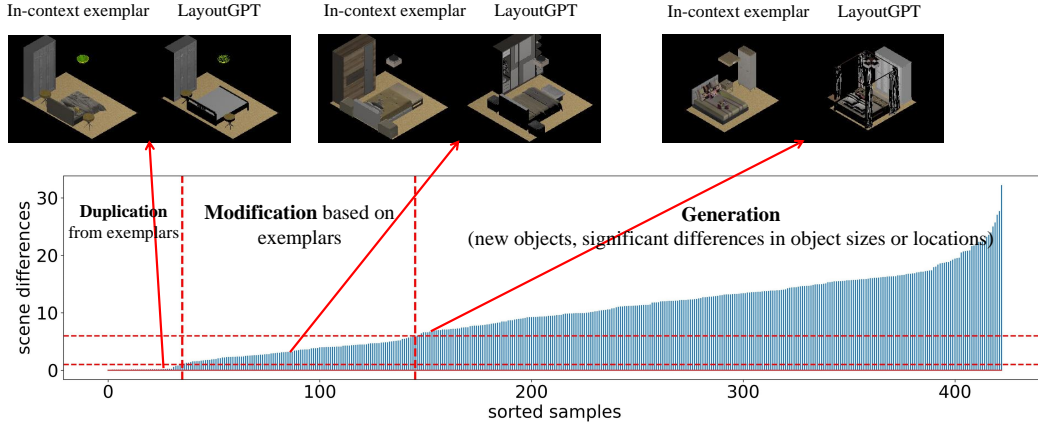 In-context exemplar LayoutGPT In-context exemplar LayoutGPT In-context exemplar LayoutGPT
Duplication
from exemplars
Modification based on
exemplars
Generation
(new objects, significant differences in object sizes or locations)
scene differences
30
20
10
0
0 100 200 300 400
sorted samples